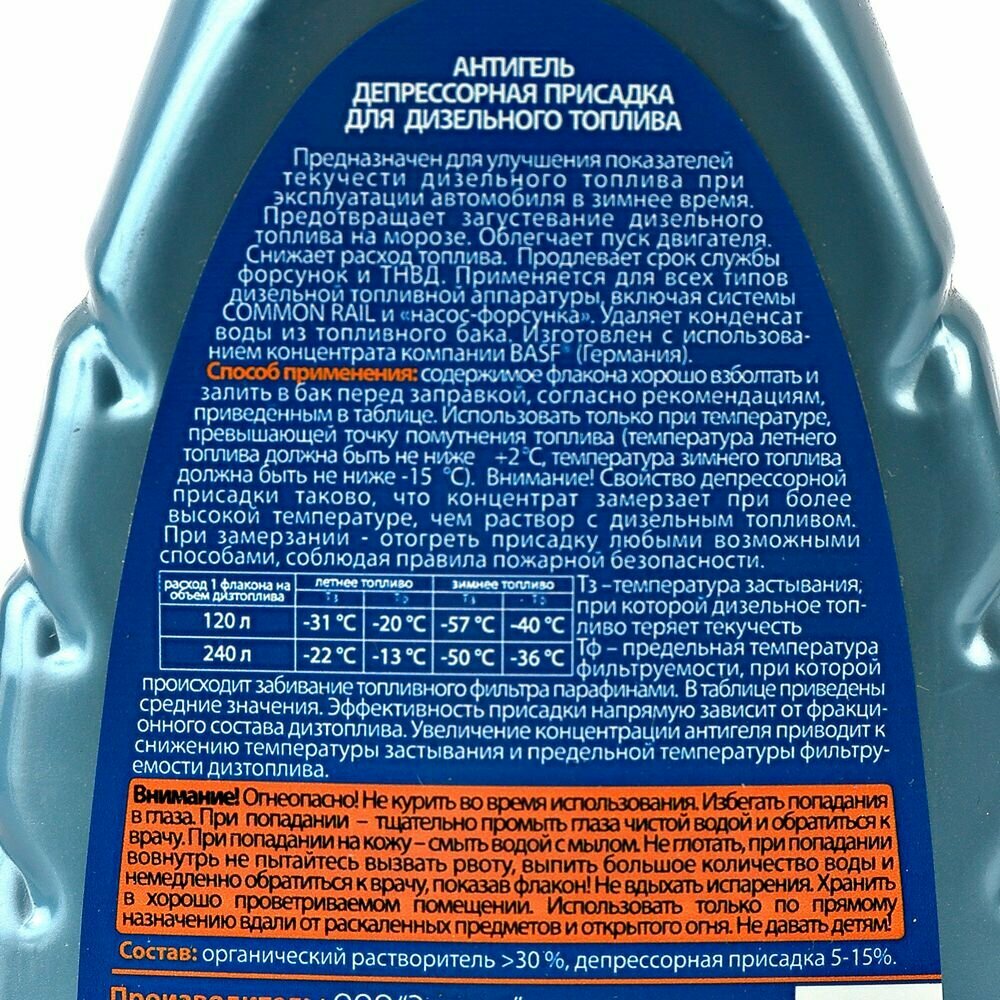 АНТИГЕЛЬ
ДЕПРЕССОРНАЯ ПРИСАДКА
ДЛЯ ДИЗЕЛЬНОГО ТОПЛИВА
Предназначен для улучшения показателей
текучести дизельного топлива при
эксплуатации автомобиля в зимнее время.
Предотвращает загустевание дизельного
топлива на морозе. Облегчает пуск двигателя.
Снижает расход топлива. Продлевает срок службы
форсунок и ТНВД. Применяется для всех типов
дизельной топливной аппаратуры, включая системы
COMMON RAIL и «насос-форсунка». Удаляет конденсат
воды из топливного бака. Изготовлен с использова-
нием концентрата компании BASF® (Германия).
Способ применения: содержимое флакона хорошо взболтать и
залить в бак перед заправкой, согласно рекомендациям,
приведенным в таблице. Использовать только при температуре,
превышающей точку помутнения топлива (температура летнего
топлива должна быть не ниже +2°С, температура зимнего топлива
должна быть не ниже -15 °С). Внимание! Свойство депрессорной
присадки таково, что концентрат замерзает при более
высокой температуре, чем раствор с дизельным топливом.
При замерзании - отогреть присадку любыми возможными
способами, соблюдая правила пожарной безопасности.
расход 1 флакона на объем дизтоплива летнее топливо зимнее топливо
Тз Тф Тз Тф
120 л -31 °С -20 °С -57 °С -40 °С
240 л -22 °С -13 °С -50 °С -36 °С
Тз – температура застывания,
при которой дизельное топ-
ливо теряет текучесть
Тф – предельная температура
фильтруемости, при которой
происходит забивание топливного фильтра парафинами. В таблице приведены
средние значения. Эффективность присадки напрямую зависит от фракци-
онного состава дизтоплива. Увеличение концентрации антигеля приводит к
снижению температуры застывания и предельной температуры фильтру-
емости дизтоплива.
Внимание! Огнеопасно! Не курить во время использования. Избегать попадания
в глаза. При попадании – тщательно промыть глаза чистой водой и обратиться к
врачу. При попадании на кожу – смыть водой с мылом. Не глотать, при попадании
вовнутрь не пытайтесь вызвать рвоту, выпить большое количество воды и
немедленно обратиться к врачу, показав флакон! Не вдыхать испарения. Хранить
в хорошо проветриваемом помещении. Использовать только по прямому
назначению вдали от раскаленных предметов и открытого огня. Не давать детям!
Состав: органический растворитель >30 %, депрессорная присадка 5-15%.
Производитель: ООО